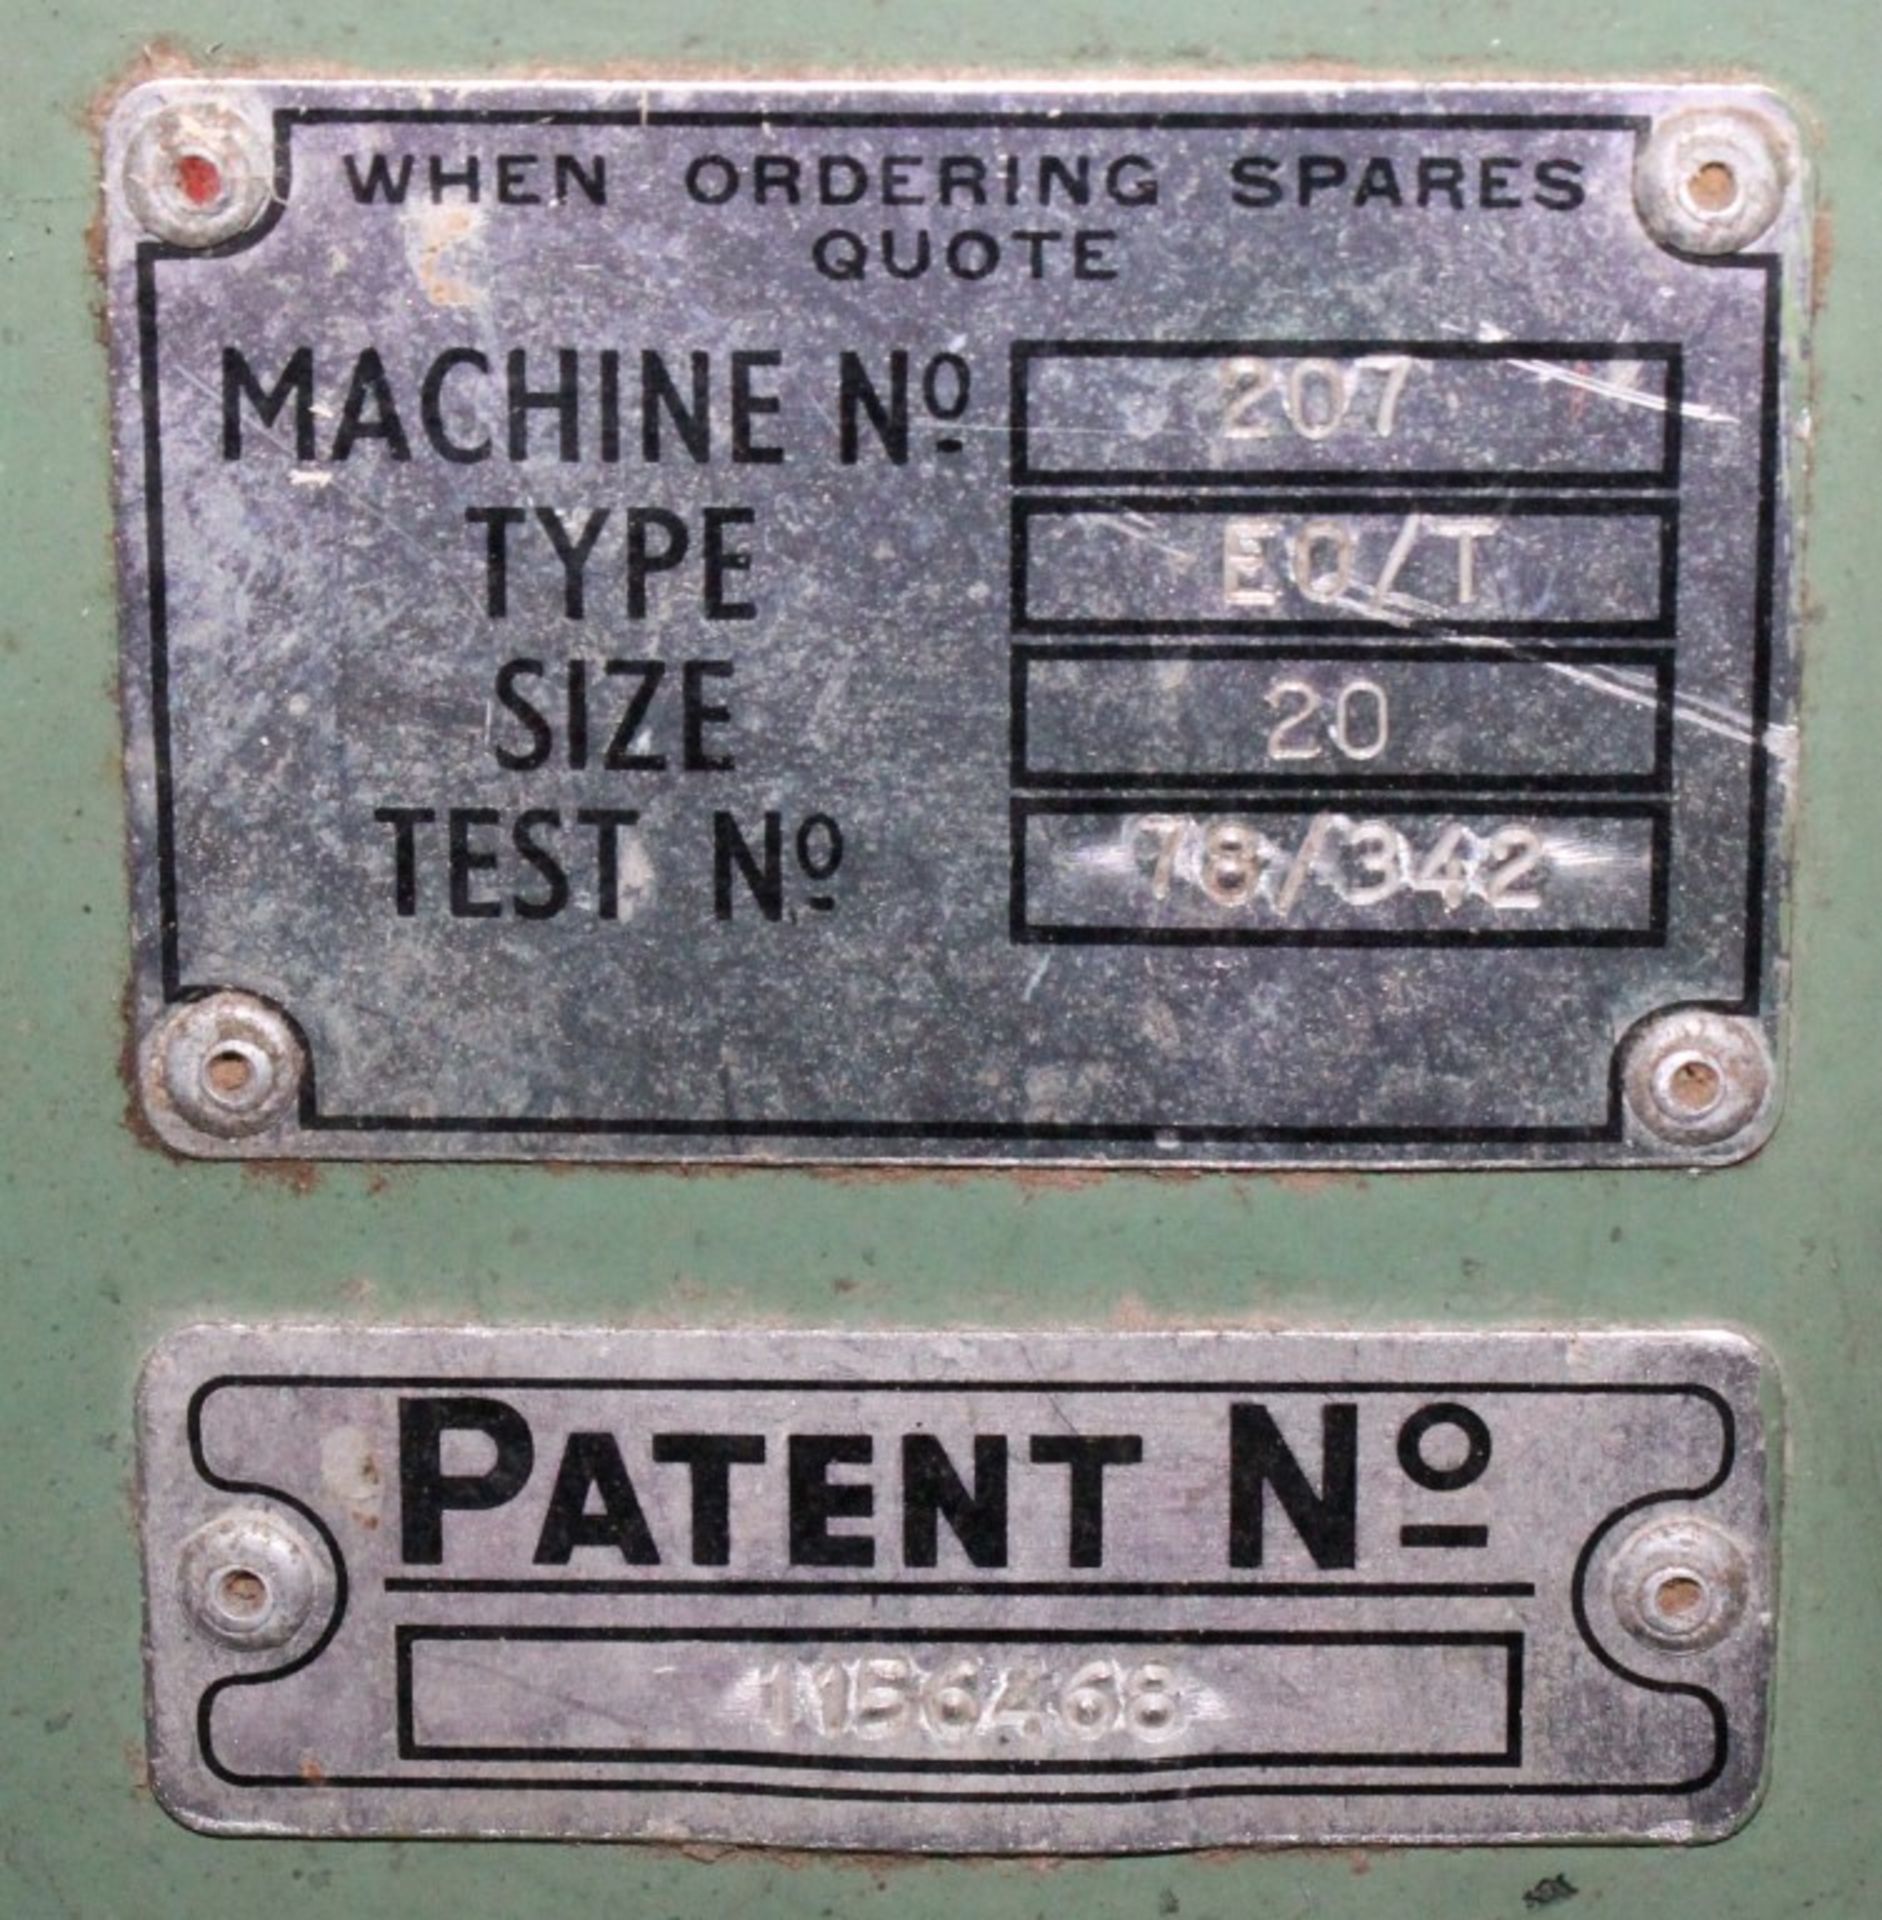 WHEN ORDERING SPARES
QUOTE
MACHINE Nº 207
TYPE EQ/T
SIZE 20
TEST Nº 78/342
PATENT Nº
1156468